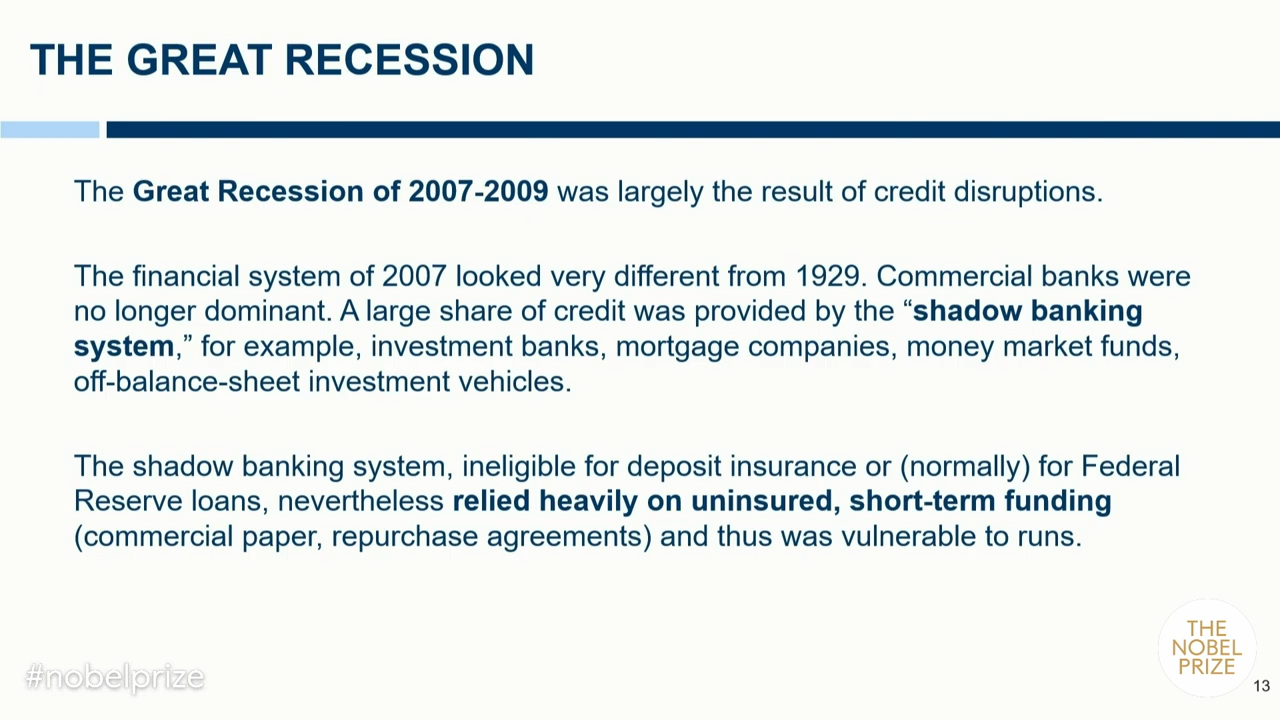 THE GREAT RECESSION
The Great Recession of 2007-2009 was largely the result of credit disruptions.
The financial system of 2007 looked very different from 1929. Commercial banks were
no longer dominant. A large share of credit was provided by the “shadow banking
system,” for example, investment banks, mortgage companies, money market funds,
off-balance-sheet investment vehicles.
The shadow banking system, ineligible for deposit insurance or (normally) for Federal
Reserve loans, nevertheless relied heavily on uninsured, short-term funding
(commercial paper, repurchase agreements) and thus was vulnerable to runs.
#nobelprize
THE
NOBEL
PRIZE
13